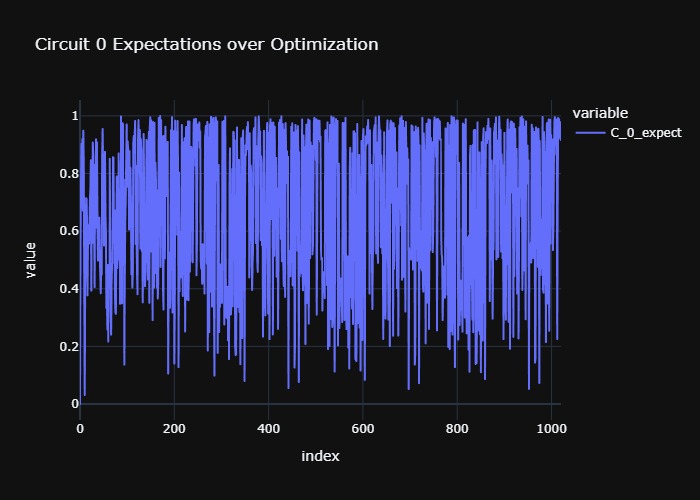 Circuit 0 Expectations over Optimization
variable
C_0_expect
1
0.8
0.6
0.4
0.2
0
value
0 200 400 600 800 1000
index